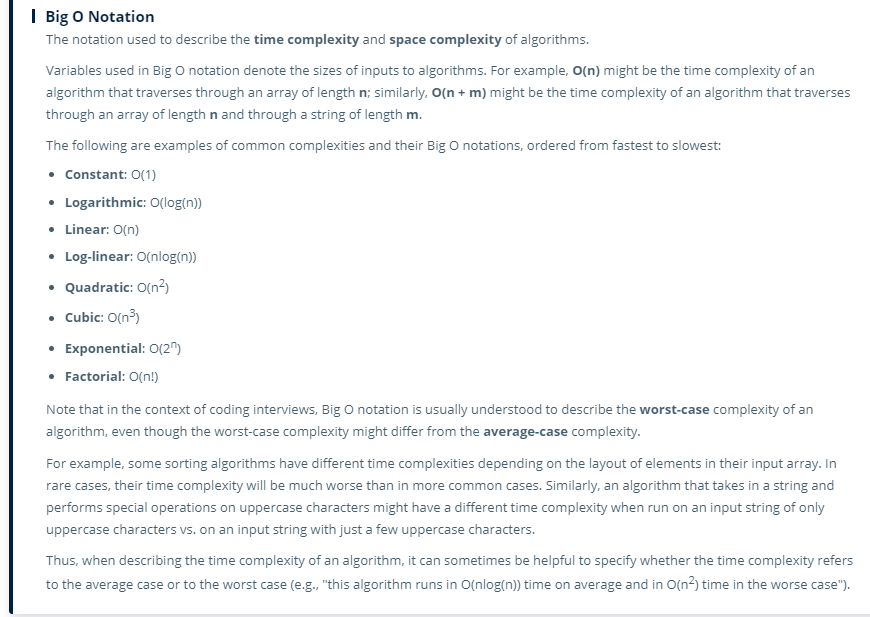 Big O Notation
The notation used to describe the time complexity and space complexity of algorithms.
Variables used in Big O notation denote the sizes of inputs to algorithms. For example, O(n) might be the time complexity of an
algorithm that traverses through an array of length n; similarly, O(n + m) might be the time complexity of an algorithm that traverses
through an array of length n and through a string of length m.
The following are examples of common complexities and their Big O notations, ordered from fastest to slowest:
• Constant: O(1)
• Logarithmic: O(log(n))
• Linear: O(n)
• Log-linear: O(nlog(n))
• Quadratic: O(n²)
• Cubic: O(n³)
• Exponential: O(2ⁿ)
• Factorial: O(n!)
Note that in the context of coding interviews, Big O notation is usually understood to describe the worst-case complexity of an
algorithm, even though the worst-case complexity might differ from the average-case complexity.
For example, some sorting algorithms have different time complexities depending on the layout of elements in their input array. In
rare cases, their time complexity will be much worse than in more common cases. Similarly, an algorithm that takes in a string and
performs special operations on uppercase characters might have a different time complexity when run on an input string of only
uppercase characters vs. on an input string with just a few uppercase characters.
Thus, when describing the time complexity of an algorithm, it can sometimes be helpful to specify whether the time complexity refers
to the average case or to the worst case (e.g., "this algorithm runs in O(nlog(n)) time on average and in O(n²) time in the worse case").